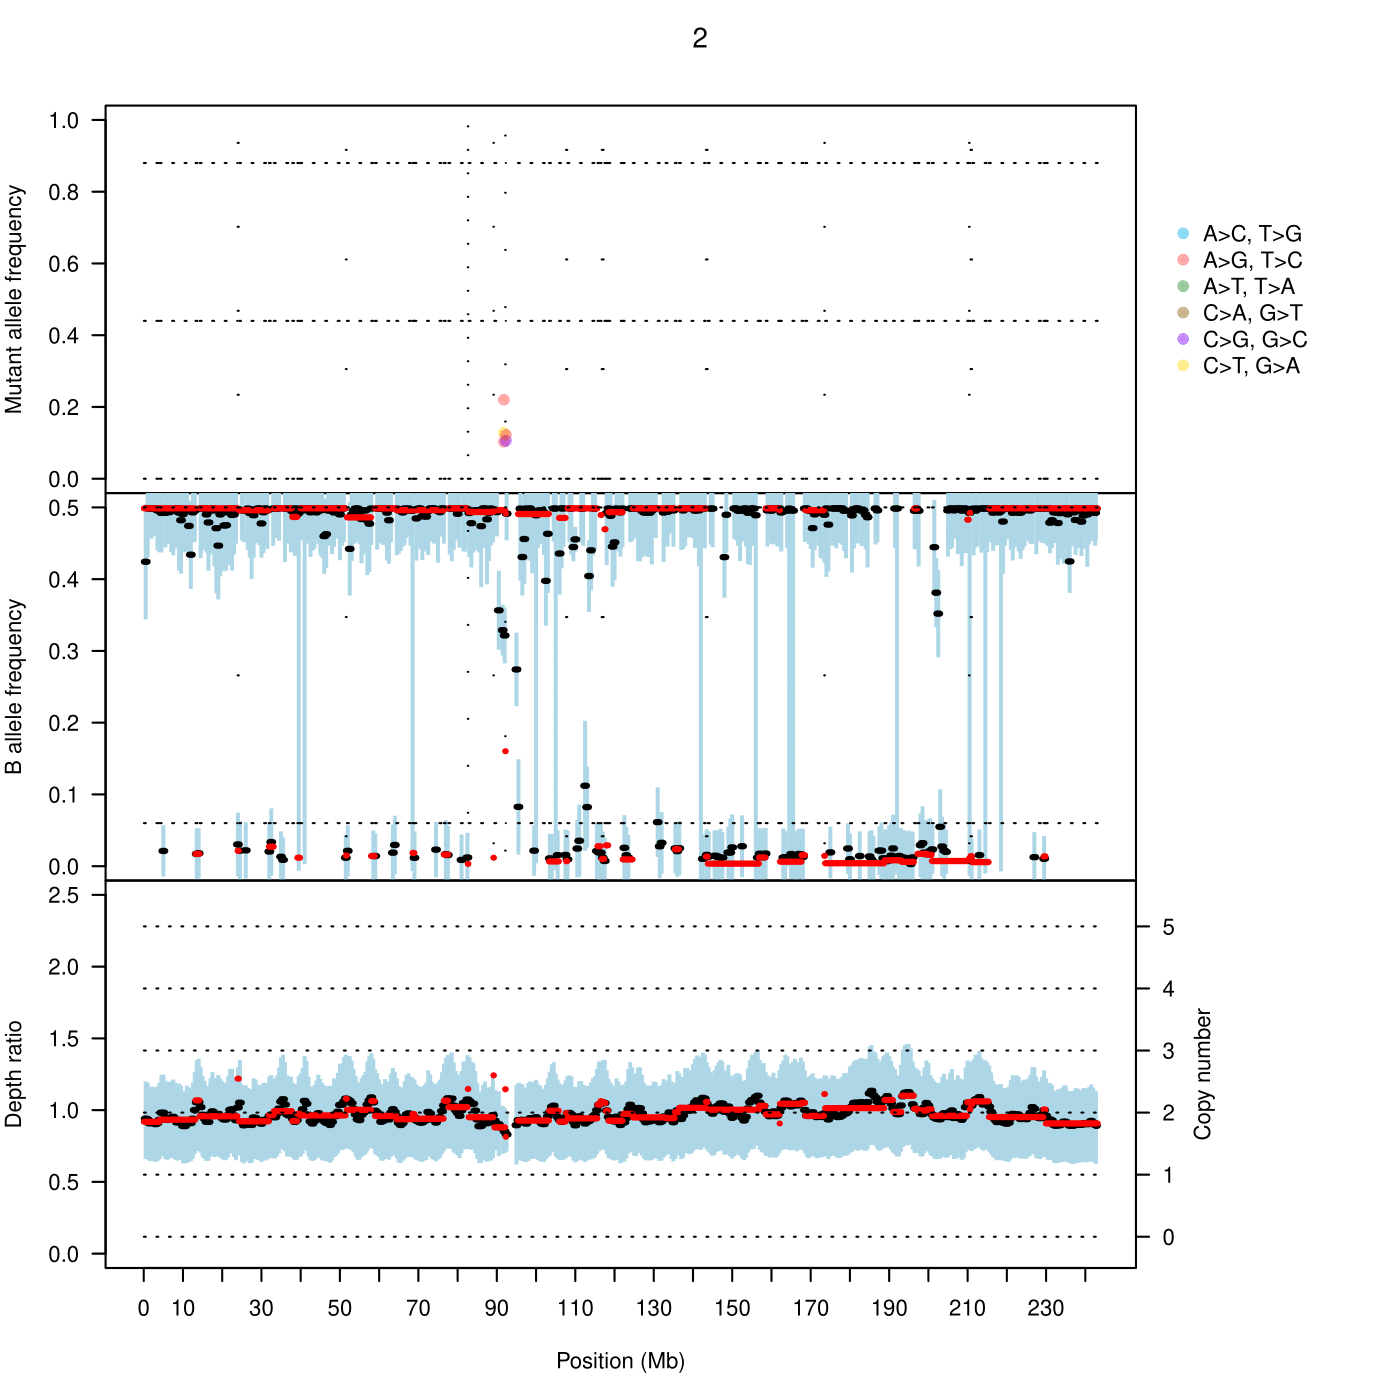 2
Mutant allele frequency
1.0
0.8
0.6
0.4
0.2
0.0
A>C, T>G
A>G, T>C
A>T, T>A
C>A, G>T
C>G, G>C
C>T, G>A
B allele frequency
0.5
0.4
0.3
0.2
0.1
0.0
Depth ratio
2.5
2.0
1.5
1.0
0.5
0.0
5
4
3
2
1
0
Copy number
0 10 30 50 70 90 110 130 150 170 190 210 230
Position (Mb)